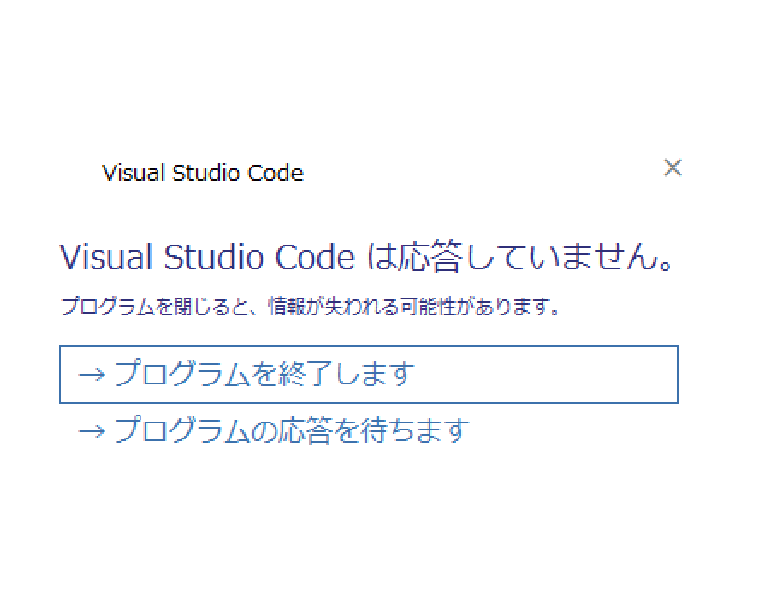 Visual Studio Code
Visual Studio Code は応答していません。
プログラムを閉じると、情報が失われる可能性があります。
→ プログラムを終了します
→ プログラムの応答を待ちます